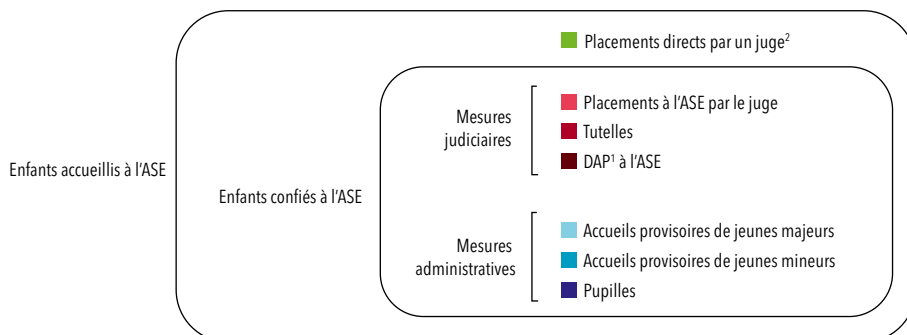 Placements directs par un juge²
Mesures
judiciaires
Placements à l'ASE par le juge
Tutelles
DAP¹ à l'ASE
Enfants accueillis à l'ASE
Enfants confiés à l'ASE
Mesures
administratives
Accueils provisoires de jeunes majeurs
Accueils provisoires de jeunes mineurs
Pupilles